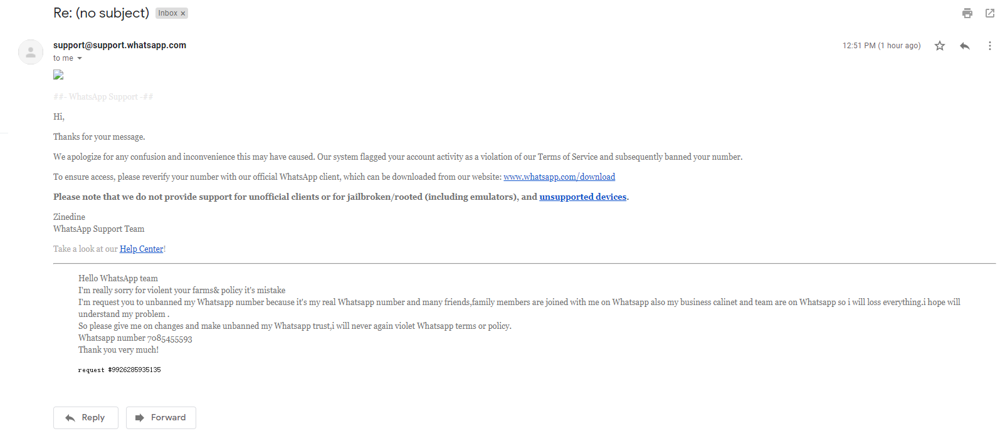 Re: (no subject) Inbox ×
support@support.whatsapp.com
12:51 PM (1 hour ago)
to me
##- WhatsApp Support -##
Hi,
Thanks for your message.
We apologize for any confusion and inconvenience this may have caused. Our system flagged your account activity as a violation of our Terms of Service and subsequently banned your number.
To ensure access, please reverify your number with our official WhatsApp client, which can be downloaded from our website: www.whatsapp.com/download
Please note that we do not provide support for unofficial clients or for jailbroken/rooted (including emulators), and unsupported devices.
Zinedine
WhatsApp Support Team
Take a look at our Help Center!
Hello WhatsApp team
I'm really sorry for violent your farms& policy it's mistake
I'm request you to unbanned my Whatsapp number because it's my real Whatsapp number and many friends,family members are joined with me on Whatsapp also my business calinet and team are on Whatsapp so i will loss everything.i hope will
understand my problem .
So please give me on changes and make unbanned my Whatsapp trust,i will never again violet Whatsapp terms or policy.
Whatsapp number 7085455593
Thank you very much!
request #9926285935135
Reply
Forward